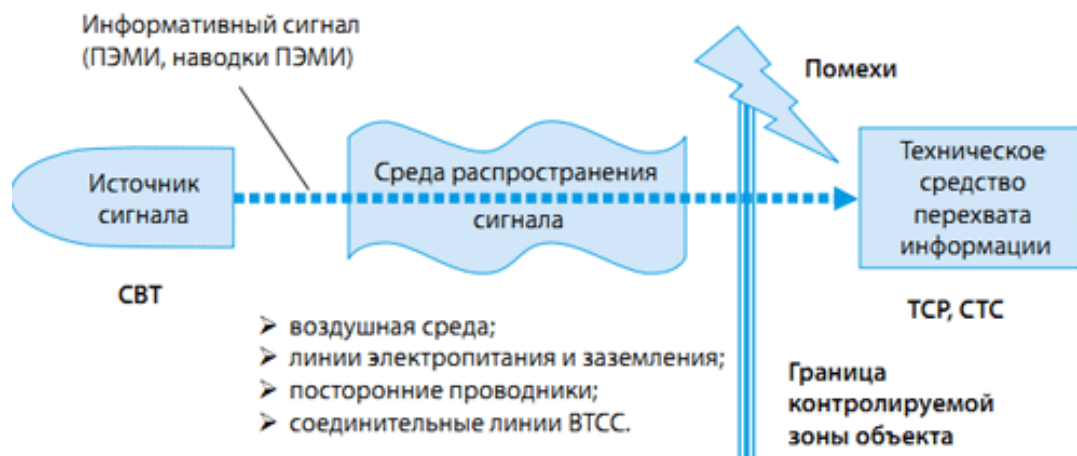 Информативный сигнал
(ПЭМИ, наводки ПЭМИ)
Помехи
Источник
сигнала
Среда распространения
сигнала
Техническое
средство
перехвата
информации
СВТ
ТСР, СТС
➢ воздушная среда;
➢ линии электропитания и заземления;
➢ посторонние проводники;
➢ соединительные линии ВТСС.
Граница
контролируемой
зоны объекта